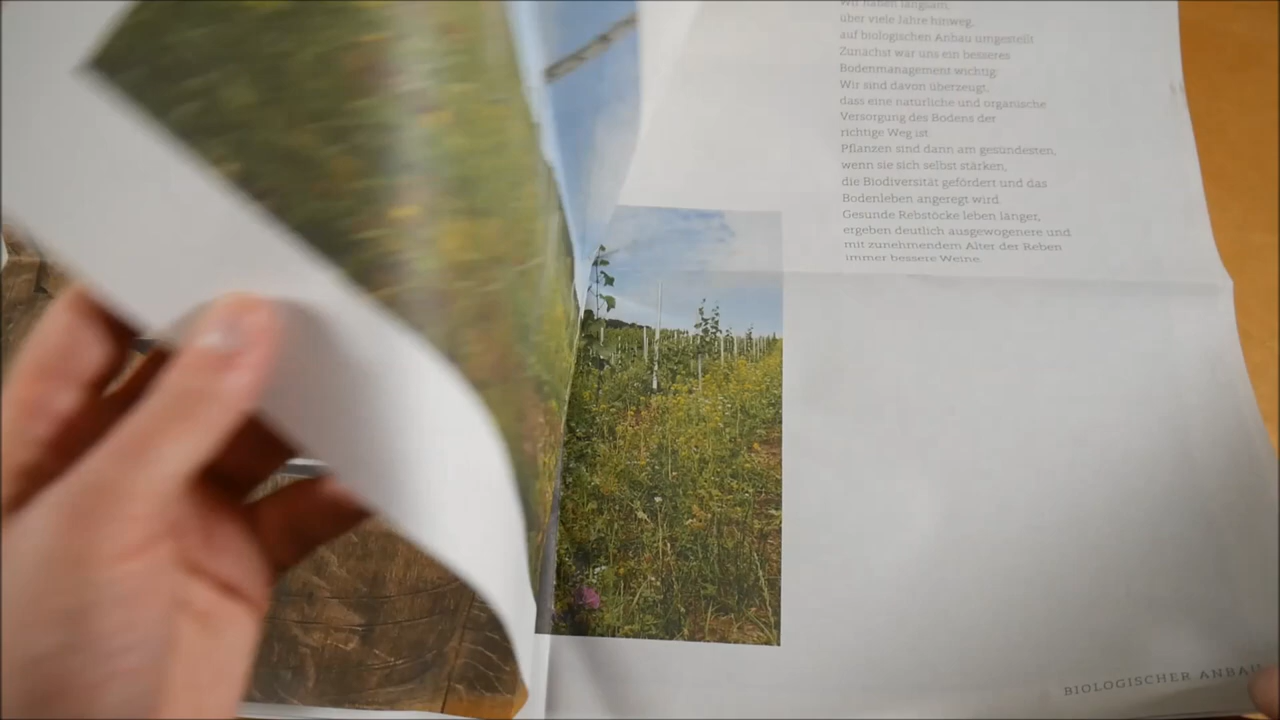 Wir haben langsam,
über viele Jahre hinweg,
auf biologischen Anbau umgestellt
Zunächst war uns ein besseres
Bodenmanagement wichtig.
Wir sind davon überzeugt,
dass eine natürliche und organische
Versorgung des Bodens der
richtige Weg ist.
Pflanzen sind dann am gesündesten,
wenn sie sich selbst stärken,
die Biodiversität gefördert und das
Bodenleben angeregt wird
Gesunde Rebstöcke leben länger,
ergeben deutlich ausgewogenere und
mit zunehmendem Alter der Reben
immer bessere Weine.
BIOLOGISCHER ANBAU